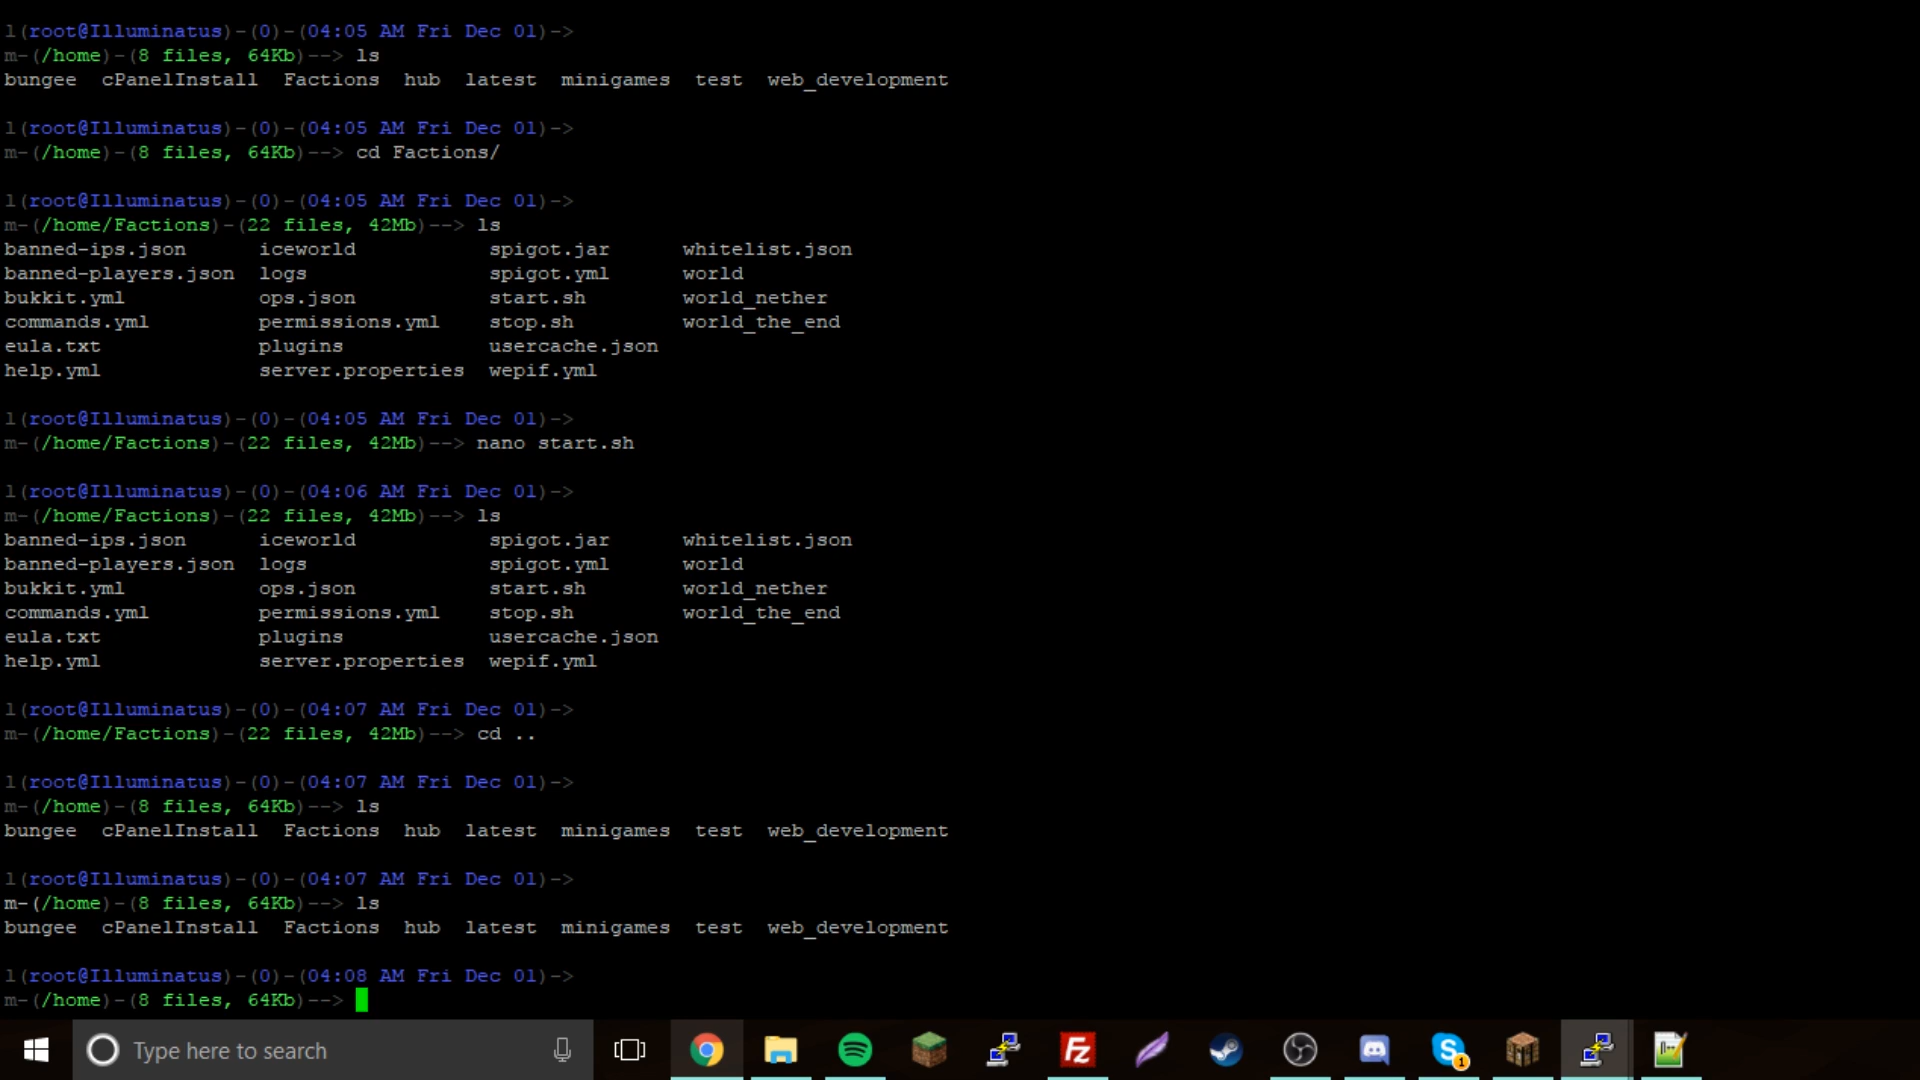 l(root@Illuminatus)-(0)-(04:05 AM Fri Dec 01)->
m-(/home)-(8 files, 64Kb)--> ls
bungee  cPanelInstall  Factions  hub  latest  minigames  test  web_development
l(root@Illuminatus)-(0)-(04:05 AM Fri Dec 01)->
m-(/home)-(8 files, 64Kb)--> cd Factions/
l(root@Illuminatus)-(0)-(04:05 AM Fri Dec 01)->
m-(/home/Factions)-(22 files, 42Mb)--> ls
banned-ips.json      iceworld           spigot.jar      whitelist.json
banned-players.json  logs               spigot.yml      world
bukkit.yml           ops.json           start.sh        world_nether
commands.yml         permissions.yml    stop.sh         world_the_end
eula.txt             plugins            usercache.json
help.yml             server.properties  wepif.yml
l(root@Illuminatus)-(0)-(04:05 AM Fri Dec 01)->
m-(/home/Factions)-(22 files, 42Mb)--> nano start.sh
l(root@Illuminatus)-(0)-(04:06 AM Fri Dec 01)->
m-(/home/Factions)-(22 files, 42Mb)--> ls
banned-ips.json      iceworld           spigot.jar      whitelist.json
banned-players.json  logs               spigot.yml      world
bukkit.yml           ops.json           start.sh        world_nether
commands.yml         permissions.yml    stop.sh         world_the_end
eula.txt             plugins            usercache.json
help.yml             server.properties  wepif.yml
l(root@Illuminatus)-(0)-(04:07 AM Fri Dec 01)->
m-(/home/Factions)-(22 files, 42Mb)--> cd ..
l(root@Illuminatus)-(0)-(04:07 AM Fri Dec 01)->
m-(/home)-(8 files, 64Kb)--> ls
bungee  cPanelInstall  Factions  hub  latest  minigames  test  web_development
l(root@Illuminatus)-(0)-(04:07 AM Fri Dec 01)->
m-(/home)-(8 files, 64Kb)--> ls
bungee  cPanelInstall  Factions  hub  latest  minigames  test  web_development
l(root@Illuminatus)-(0)-(04:08 AM Fri Dec 01)->
m-(/home)-(8 files, 64Kb)-->
Type here to search
Fz
S
1